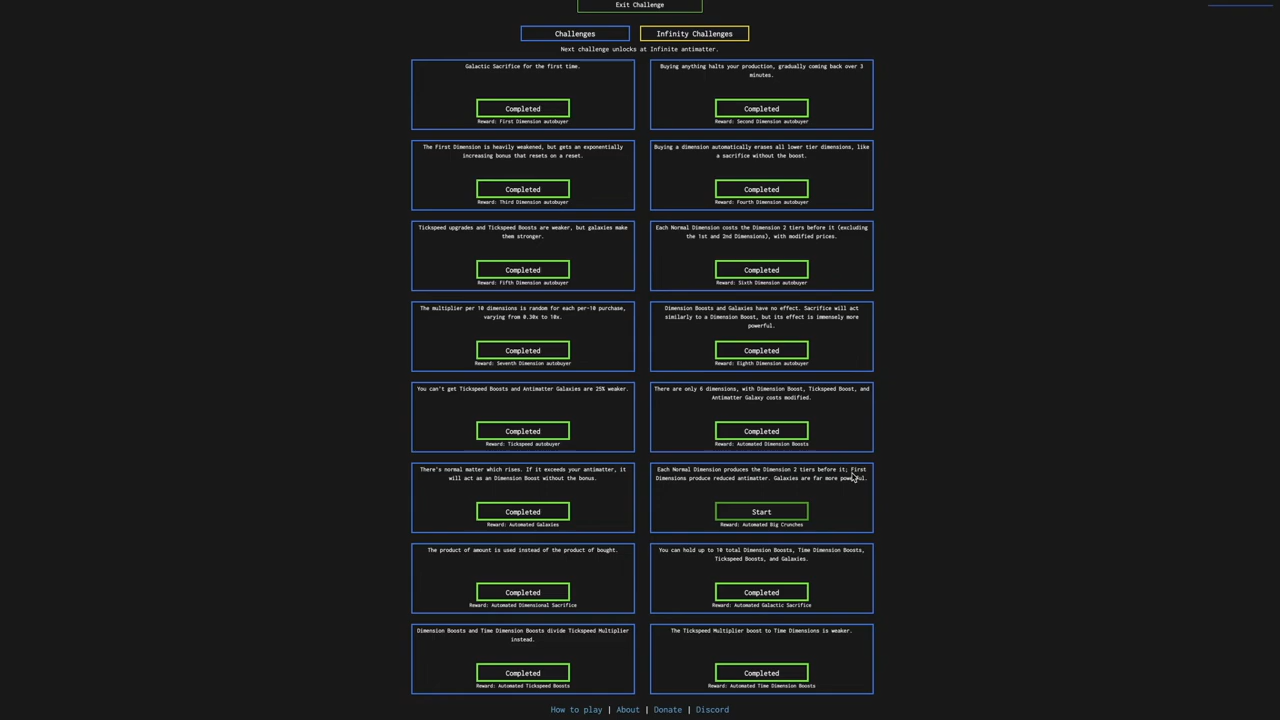 Exit Challenge
Challenges
Infinity Challenges
Next challenge unlocks at Infinite antimatter.
Galactic Sacrifice for the first time.
Completed
Reward: First Dimension autobuyer
Buying anything halts your production, gradually coming back over 3
minutes.
Completed
Reward: Second Dimension autobuyer
The First Dimension is heavily weakened, but gets an exponentially
increasing bonus that resets on a reset.
Completed
Reward: Third Dimension autobuyer
Buying a dimension automatically erases all lower tier dimensions, like
a sacrifice without the boost.
Completed
Reward: Fourth Dimension autobuyer
Tickspeed upgrades and Tickspeed Boosts are weaker, but galaxies make
them stronger.
Completed
Reward: Fifth Dimension autobuyer
Each Normal Dimension costs the Dimension 2 tiers before it (excluding
the 1st and 2nd Dimensions), with modified prices.
Completed
Reward: Sixth Dimension autobuyer
The multiplier per 10 dimensions is random for each per-10 purchase,
varying from 0.30x to 10x.
Completed
Reward: Seventh Dimension autobuyer
Dimension Boosts and Galaxies have no effect. Sacrifice will act
similarly to a Dimension Boost, but its effect is immensely more
powerful.
Completed
Reward: Eighth Dimension autobuyer
You can't get Tickspeed Boosts and Antimatter Galaxies are 25% weaker.
Completed
Reward: Tickspeed autobuyer
There are only 6 dimensions, with Dimension Boost, Tickspeed Boost, and
Antimatter Galaxy costs modified.
Completed
Reward: Automated Dimension Boosts
There's normal matter which rises. If it exceeds your antimatter, it
will act as an Dimension Boost without the bonus.
Completed
Reward: Automated Galaxies
Each Normal Dimension produces the Dimension 2 tiers before it; First
Dimensions produce reduced antimatter. Galaxies are far more powerful.
Start
Reward: Automated Big Crunches
The product of amount is used instead of the product of bought.
Completed
Reward: Automated Dimensional Sacrifice
You can hold up to 10 total Dimension Boosts, Time Dimension Boosts,
Tickspeed Boosts, and Galaxies.
Completed
Reward: Automated Galactic Sacrifice
Dimension Boosts and Time Dimension Boosts divide Tickspeed Multiplier
instead.
Completed
Reward: Automated Tickspeed Boosts
The Tickspeed Multiplier boost to Time Dimensions is weaker.
Completed
Reward: Automated Time Dimension Boosts
How to play | About | Donate | Discord